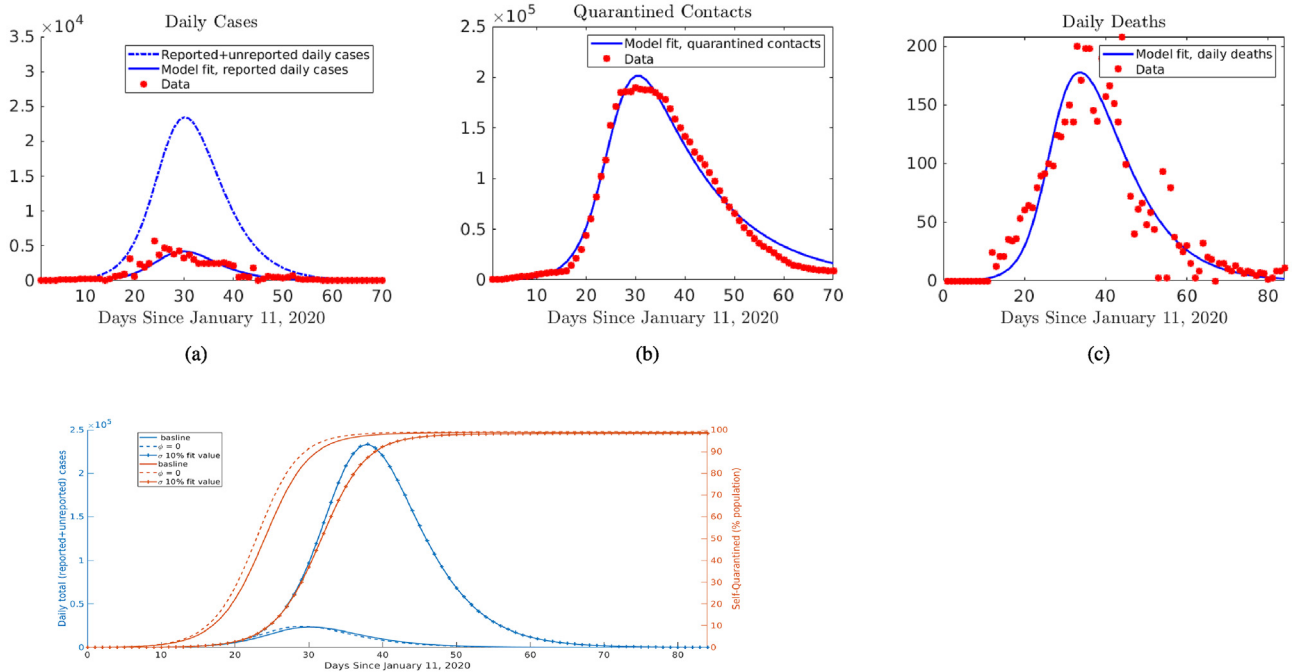 Daily Cases
×10^4
3.5
3
2.5
2
1.5
1
0.5
0
10 20 30 40 50 60 70
Reported+unreported daily cases
Model fit, reported daily cases
Data
Days Since January 11, 2020
(a)
Quarantined Contacts
×10^5
2.5
2
1.5
1
0.5
0
10 20 30 40 50 60 70
Model fit, quarantined contacts
Data
Days Since January 11, 2020
(b)
Daily Deaths
200
150
100
50
0
0 20 40 60 80
Model fit, daily deaths
Data
Days Since January 11, 2020
(c)
×10^5
2.5
2
1.5
1
0.5
0
Daily total (reported+unreported) cases
basline
ϕ = 0
σ 10% fit value
basline
ϕ = 0
σ 10% fit value
100
90
80
70
60
50
40
30
20
10
0
Self-Quarantined (% population)
0 10 20 30 40 50 60 70 80
Days Since January 11, 2020